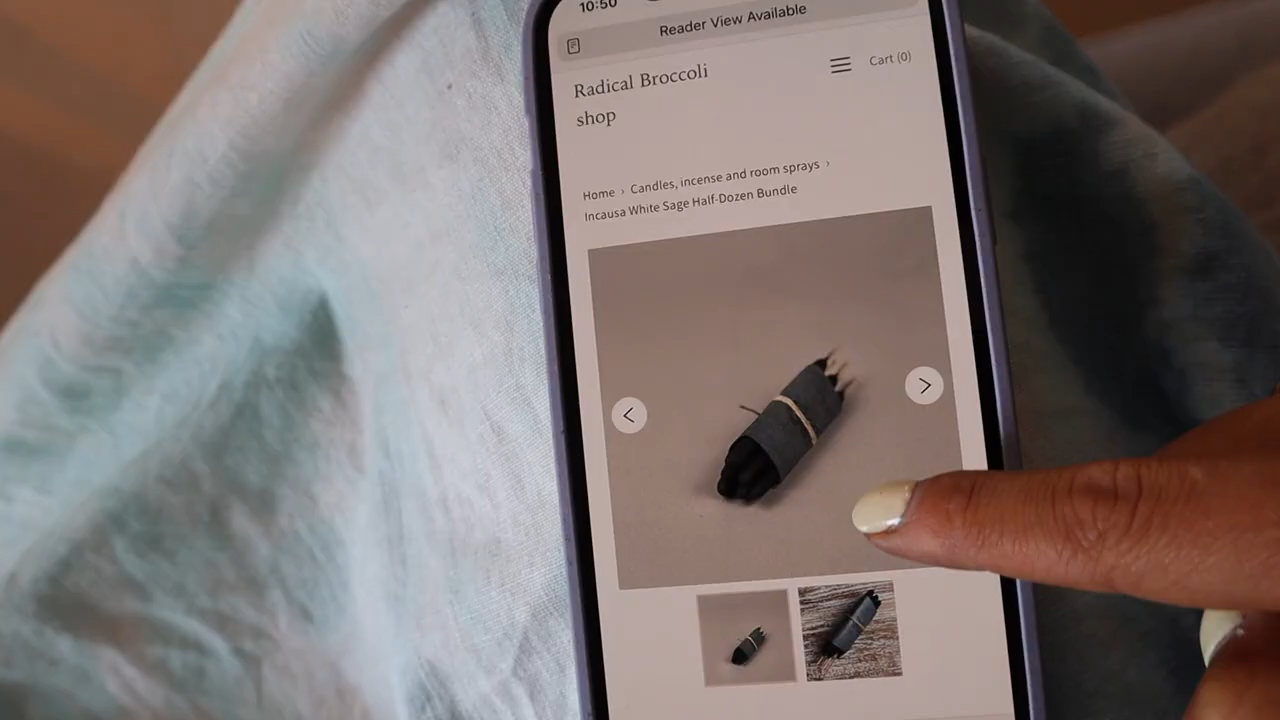 10:50
Reader View Available
Radical Broccoli
shop
Cart (0)
Home › Candles, incense and room sprays ›
Incausa White Sage Half-Dozen Bundle